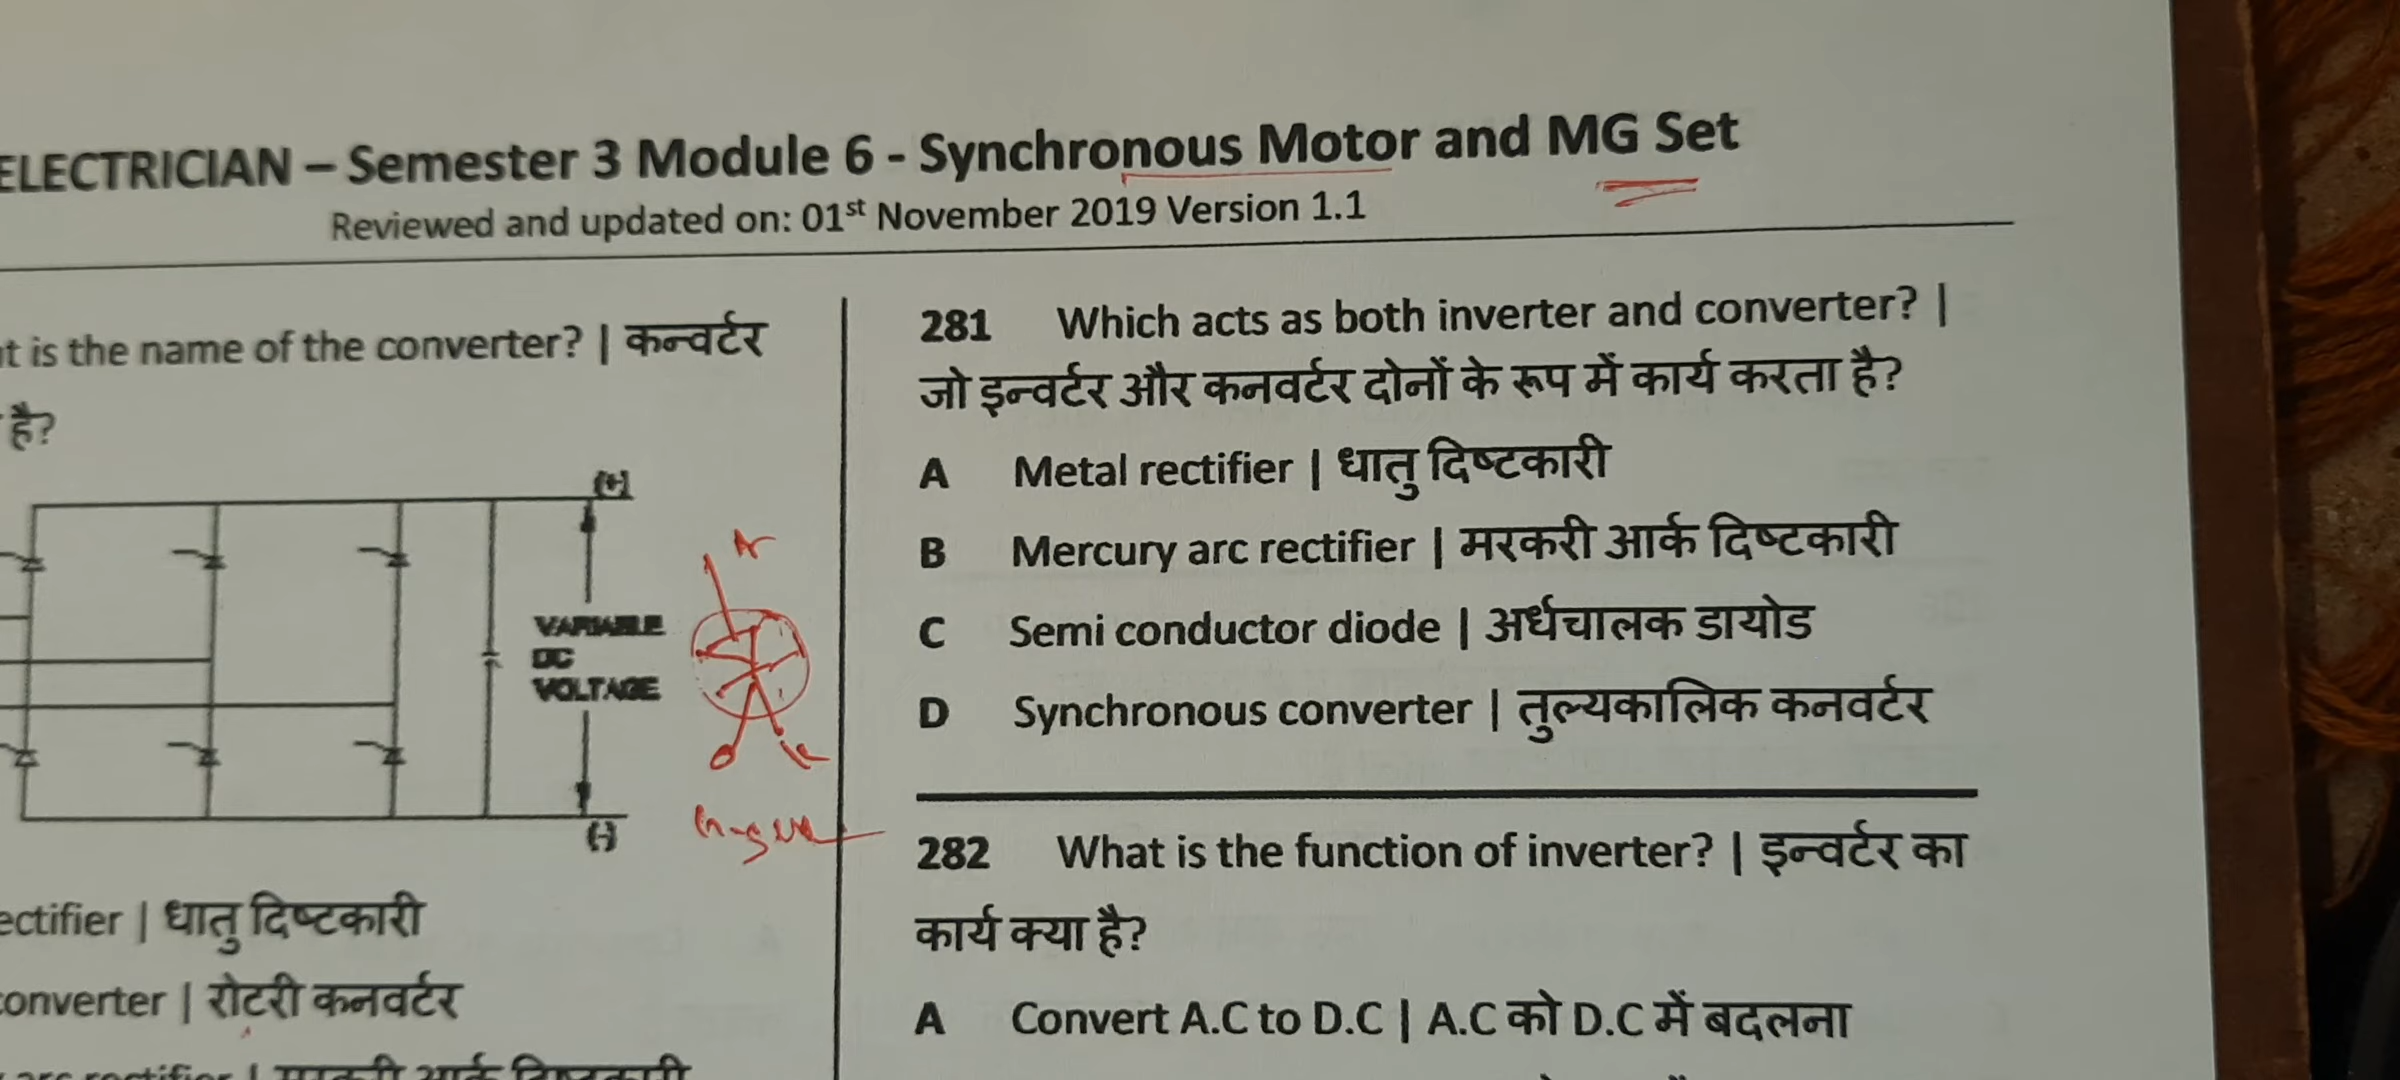 ELECTRICIAN – Semester 3 Module 6 - Synchronous Motor and MG Set
Reviewed and updated on: 01st November 2019 Version 1.1
is the name of the converter? | कन्वर्टर
है?
(+)
VARIABLE
DC
VOLTAGE
(-)
| धातु दिष्टकारी
| रोटरी कनवर्टर
281 Which acts as both inverter and converter? |
जो इन्वर्टर और कनवर्टर दोनों के रूप में कार्य करता है?
A Metal rectifier | धातु दिष्टकारी
B Mercury arc rectifier | मरकरी आर्क दिष्टकारी
C Semi conductor diode | अर्धचालक डायोड
D Synchronous converter | तुल्यकालिक कनवर्टर
282 What is the function of inverter? | इन्वर्टर का
कार्य क्या है?
A Convert A.C to D.C | A.C को D.C में बदलना